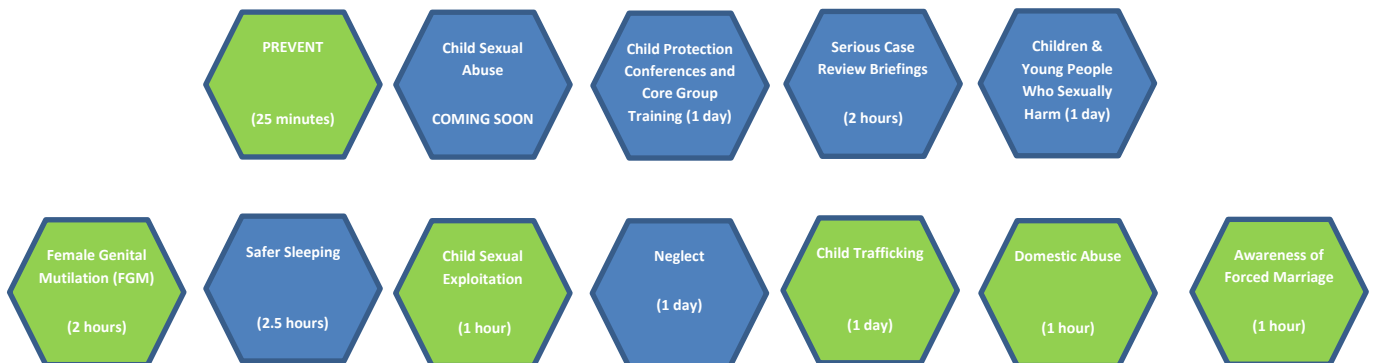 PREVENT
(25 minutes)
Child Sexual
Abuse
COMING SOON
Child Protection
Conferences and
Core Group
Training (1 day)
Serious Case
Review Briefings
(2 hours)
Children &
Young People
Who Sexually
Harm (1 day)
Female Genital
Mutilation (FGM)
(2 hours)
Safer Sleeping
(2.5 hours)
Child Sexual
Exploitation
(1 hour)
Neglect
(1 day)
Child Trafficking
(1 day)
Domestic Abuse
(1 hour)
Awareness of
Forced Marriage
(1 hour)